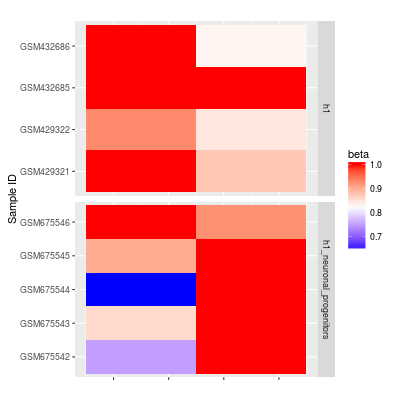 GSM432686
GSM432685
GSM429322
GSM429321
h1
Sample ID
GSM675546
GSM675545
GSM675544
GSM675543
GSM675542
h1_neuronal_progenitors
beta
1.0
0.9
0.8
0.7